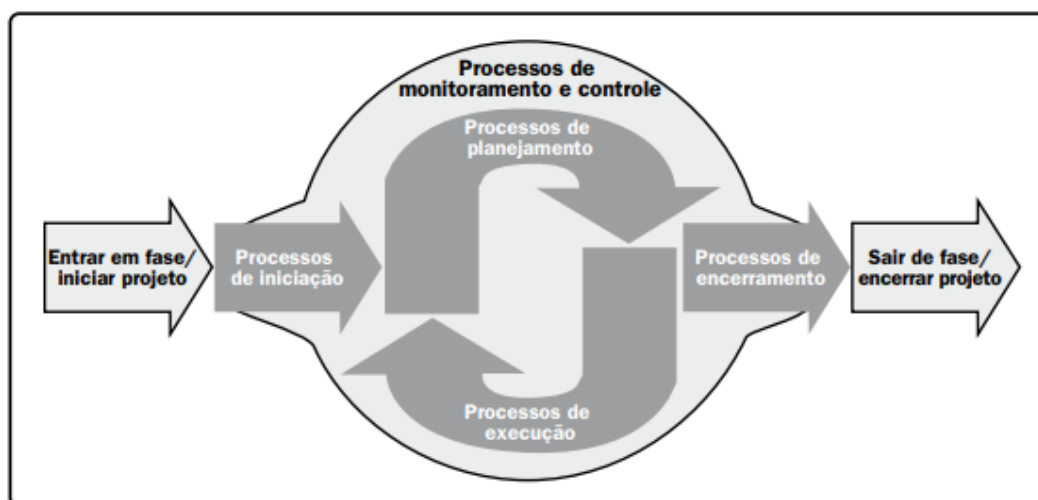 Processos de
monitoramento e controle
Processos de
planejamento
Entrar em fase/
iniciar projeto
Processos
de iniciação
Processos de
encerramento
Sair de fase/
encerrar projeto
Processos de
execução